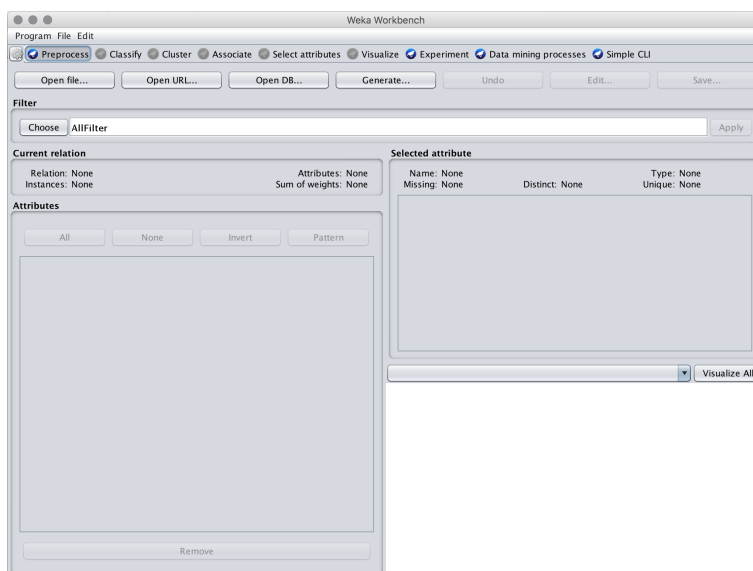 Weka Workbench
Program File Edit
Preprocess Classify Cluster Associate Select attributes Visualize Experiment Data mining processes Simple CLI
Open file... Open URL... Open DB... Generate... Undo Edit... Save...
Filter
Choose AllFilter Apply
Current relation
Relation: None Attributes: None
Instances: None Sum of weights: None
Selected attribute
Name: None Type: None
Missing: None Distinct: None Unique: None
Attributes
All None Invert Pattern
Visualize All
Remove